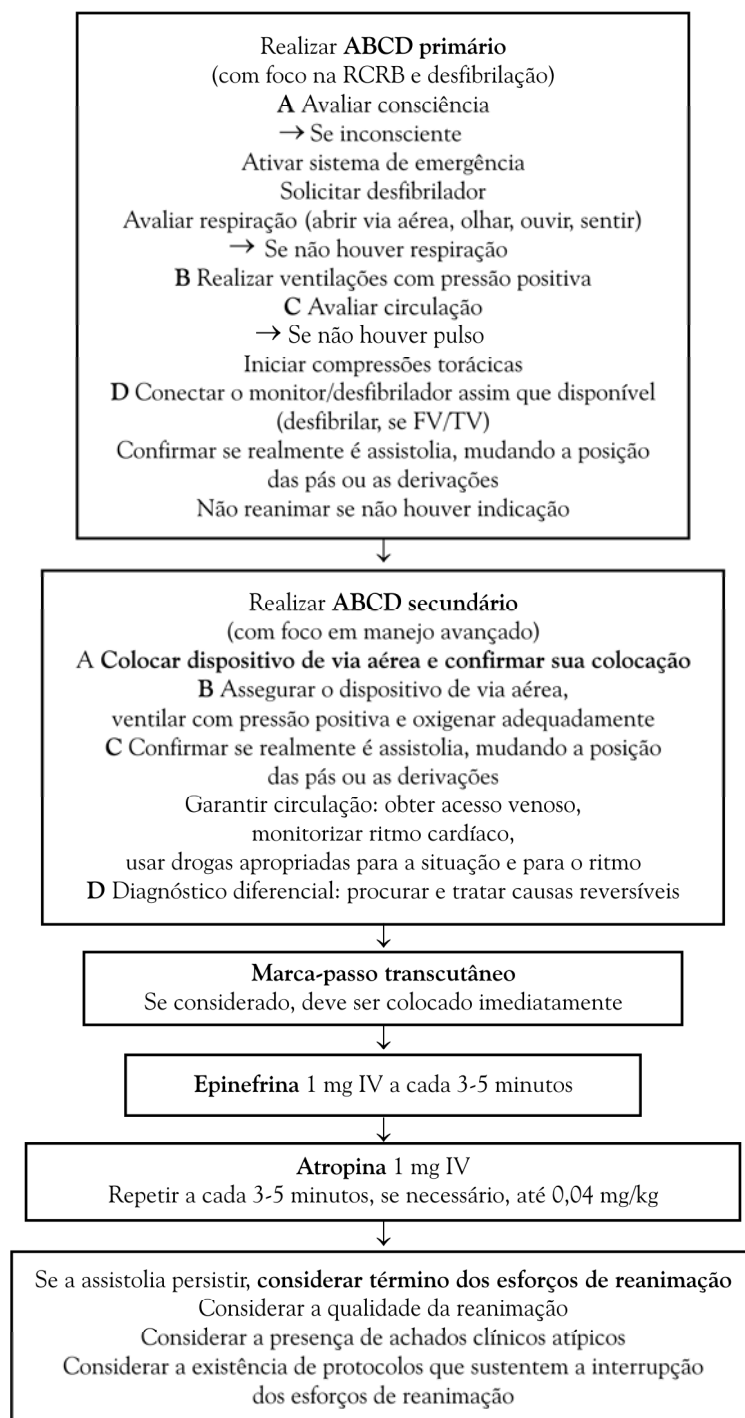 Realizar ABCD primário
(com foco na RCRB e desfibrilação)
A Avaliar consciência
→ Se inconsciente
Ativar sistema de emergência
Solicitar desfibrilador
Avaliar respiração (abrir via aérea, olhar, ouvir, sentir)
→ Se não houver respiração
B Realizar ventilações com pressão positiva
C Avaliar circulação
→ Se não houver pulso
Iniciar compressões torácicas
D Conectar o monitor/desfibrilador assim que disponível
(desfibrilar, se FV/TV)
Confirmar se realmente é assistolia, mudando a posição
das pás ou as derivações
Não reanimar se não houver indicação
Realizar ABCD secundário
(com foco em manejo avançado)
A Colocar dispositivo de via aérea e confirmar sua colocação
B Assegurar o dispositivo de via aérea,
ventilar com pressão positiva e oxigenar adequadamente
C Confirmar se realmente é assistolia, mudando a posição
das pás ou as derivações
Garantir circulação: obter acesso venoso,
monitorizar ritmo cardíaco,
usar drogas apropriadas para a situação e para o ritmo
D Diagnóstico diferencial: procurar e tratar causas reversíveis
Marca-passo transcutâneo
Se considerado, deve ser colocado imediatamente
Epinefrina 1 mg IV a cada 3-5 minutos
Atropina 1 mg IV
Repetir a cada 3-5 minutos, se necessário, até 0,04 mg/kg
Se a assistolia persistir, considerar término dos esforços de reanimação
Considerar a qualidade da reanimação
Considerar a presença de achados clínicos atípicos
Considerar a existência de protocolos que sustentem a interrupção
dos esforços de reanimação